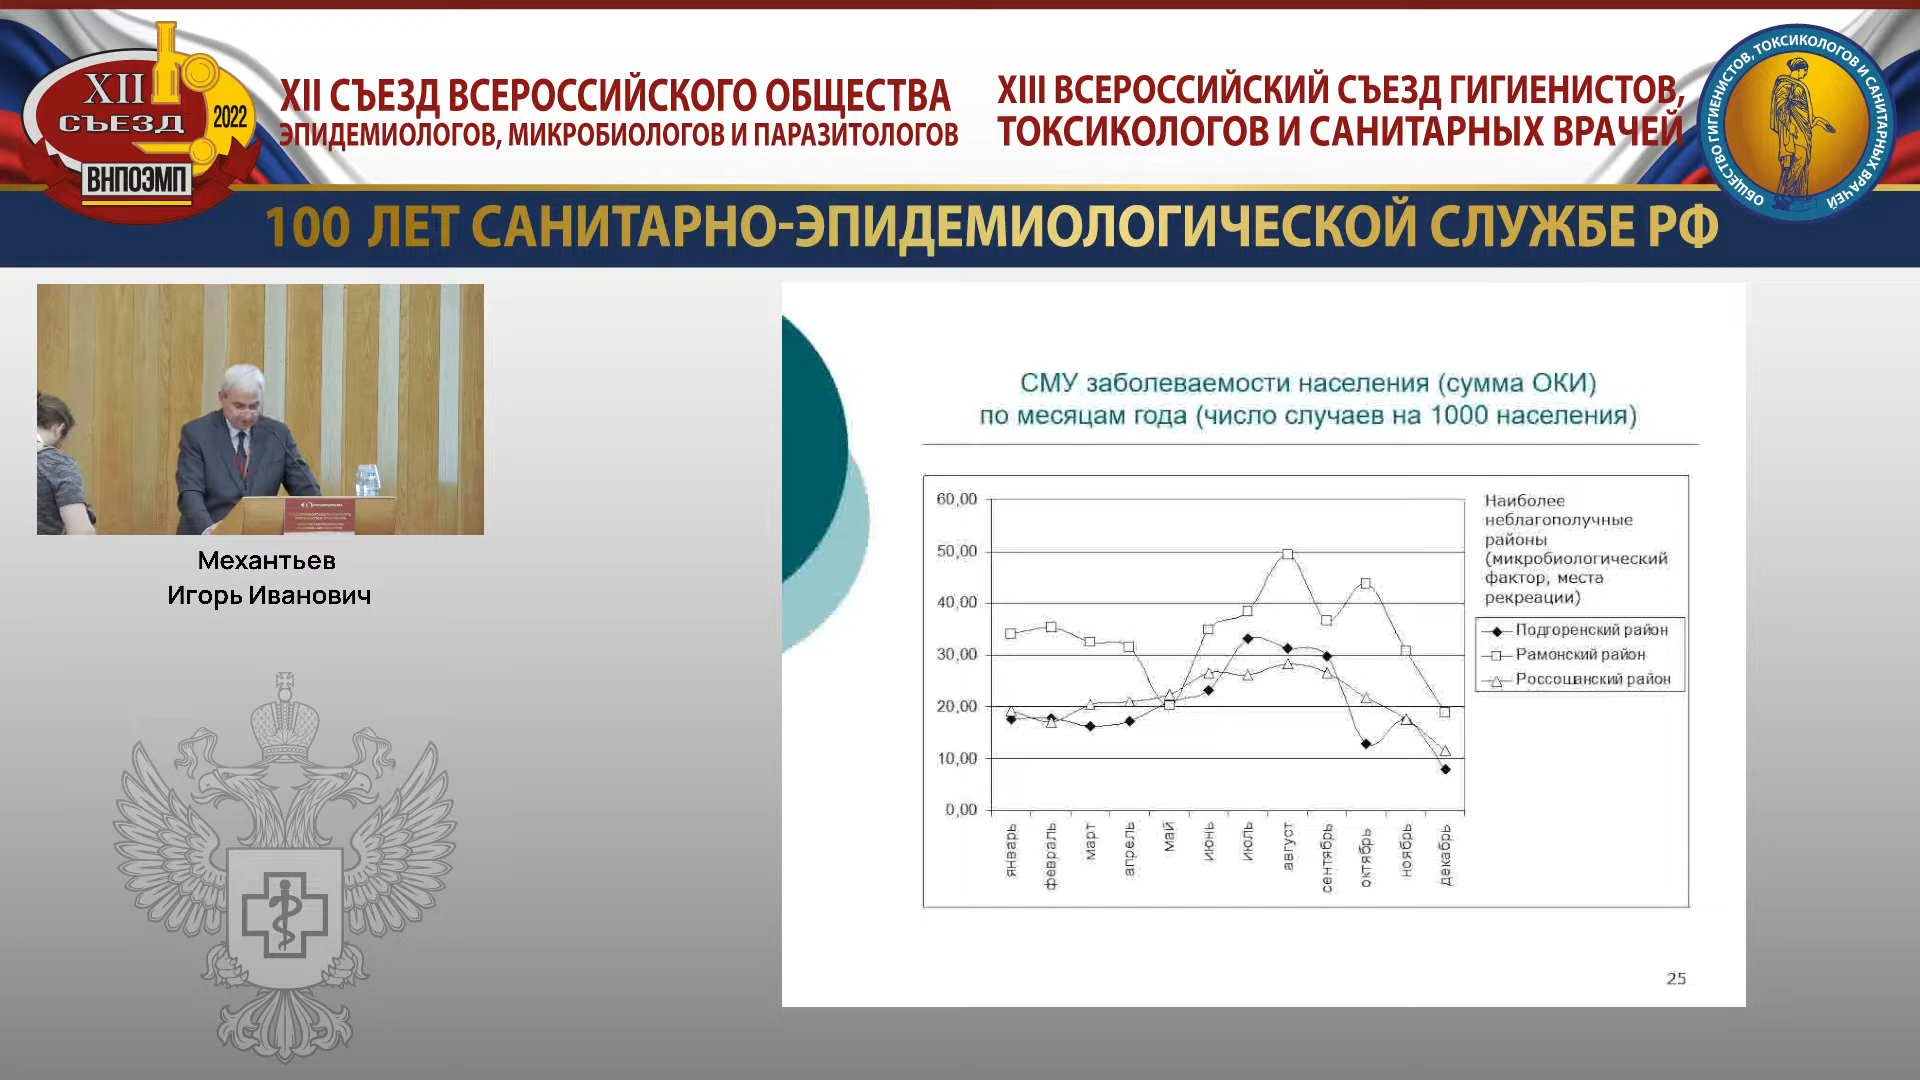 XII
СЪЕЗД
2022
ВНПОЭМП
XII СЪЕЗД ВСЕРОССИЙСКОГО ОБЩЕСТВА
ЭПИДЕМИОЛОГОВ, МИКРОБИОЛОГОВ И ПАРАЗИТОЛОГОВ
XIII ВСЕРОССИЙСКИЙ СЪЕЗД ГИГИЕНИСТОВ,
ТОКСИКОЛОГОВ И САНИТАРНЫХ ВРАЧЕЙ
ОБЩЕСТВО ГИГИЕНИСТОВ, ТОКСИКОЛОГОВ И САНИТАРНЫХ ВРАЧЕЙ
100 ЛЕТ САНИТАРНО-ЭПИДЕМИОЛОГИЧЕСКОЙ СЛУЖБЕ РФ
Механтьев
Игорь Иванович
СМУ заболеваемости населения (сумма ОКИ)
по месяцам года (число случаев на 1000 населения)
60,00
50,00
40,00
30,00
20,00
10,00
0,00
январь
февраль
март
апрель
май
июнь
июль
август
сентябрь
октябрь
ноябрь
декабрь
Наиболее
неблагополучные
районы
(микробиологический
фактор, места
рекреации)
Подгоренский район
Рамонский район
Россошанский район
25